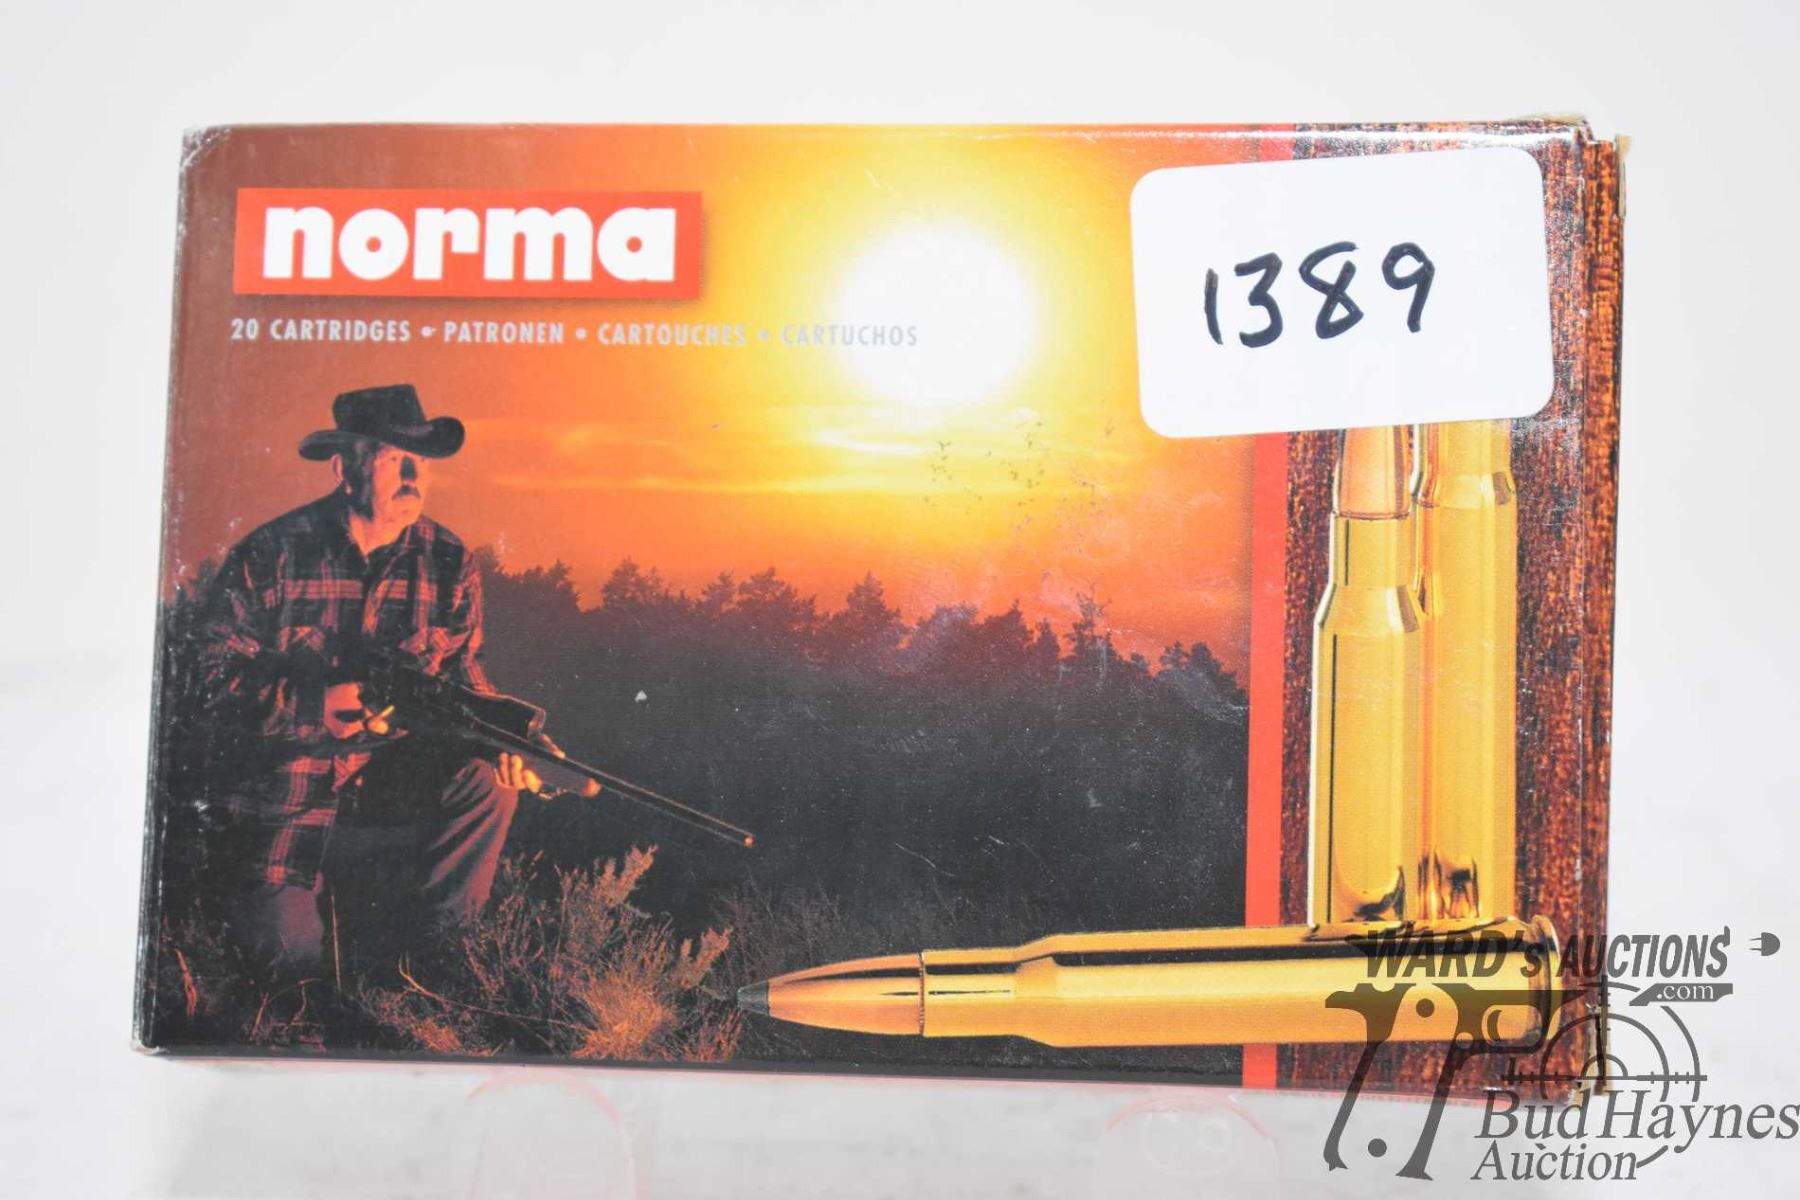 norma
20 CARTRIDGES • PATRONEN • CARTOUCHES • CARTUCHOS
1389
WARD's AUCTIONS
.com
Bud Haynes
Auction